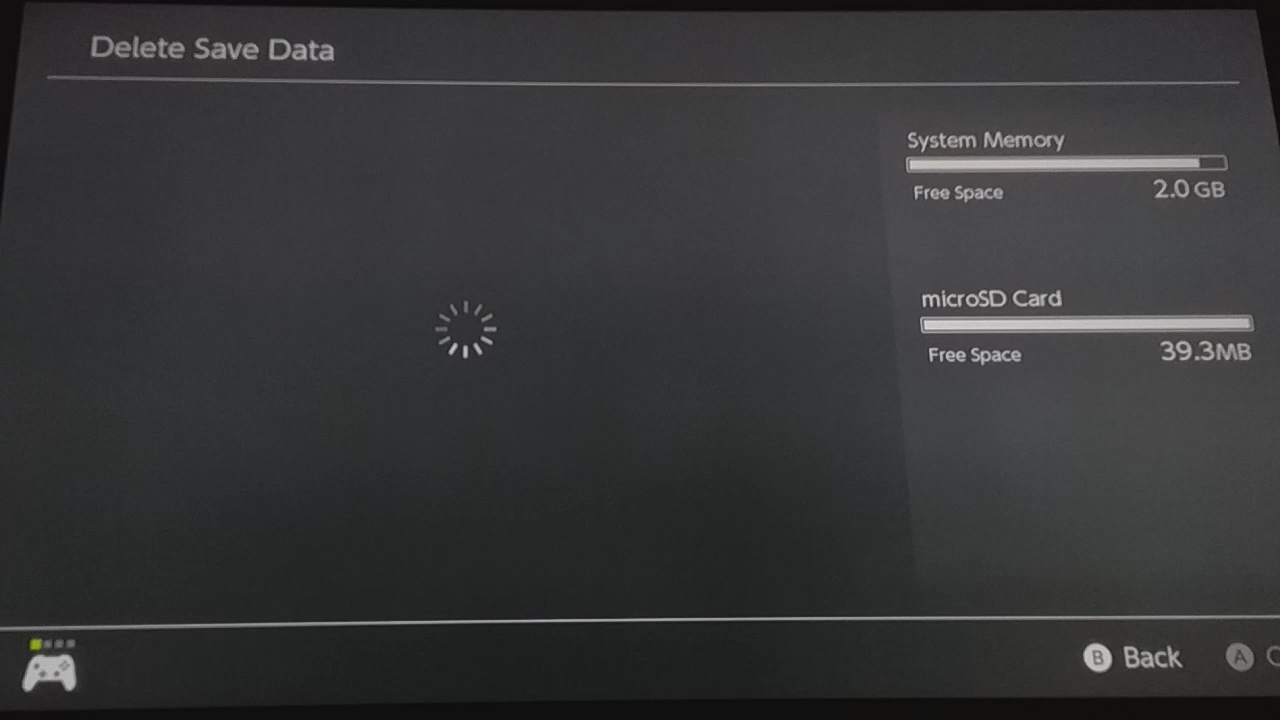 Delete Save Data
System Memory
Free Space 2.0 GB
microSD Card
Free Space 39.3MB
B Back A